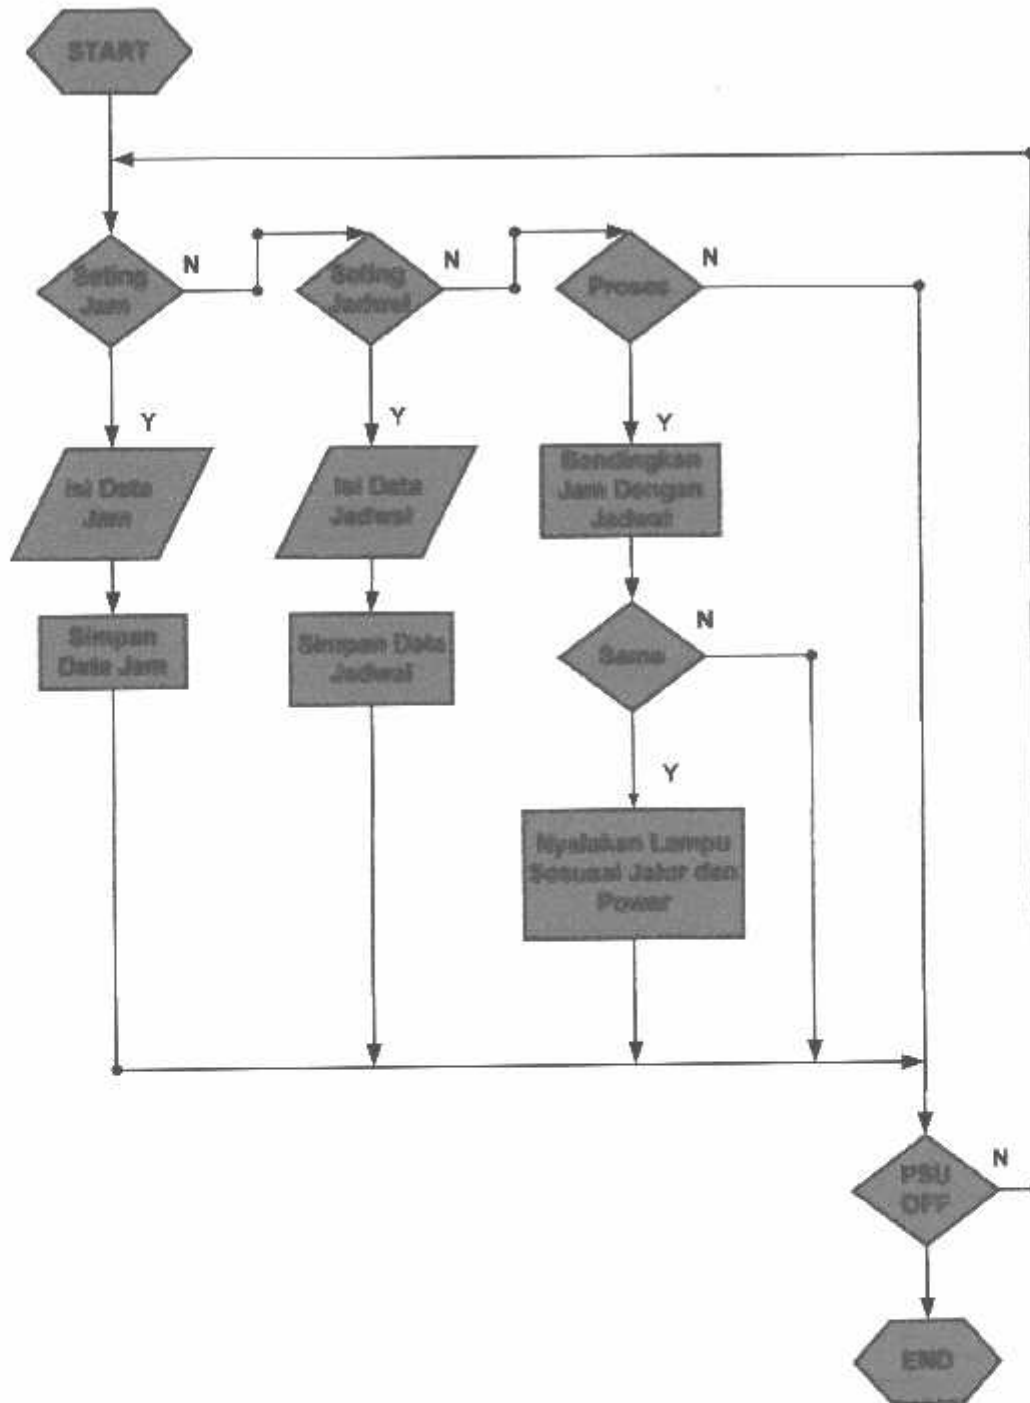 START
Seting
Jam
N
Seting
Jadwal
N
Proses
N
Y
Y
Y
Isi Data
Jam
Isi Data
Jadwal
Bandingkan
Jam Dengan
Jadwal
Simpan
Data Jam
Simpan Data
Jadwal
Sama
N
Y
Nyalakan Lampu
Sesuai Jalur dan
Power
PSU
OFF
N
END